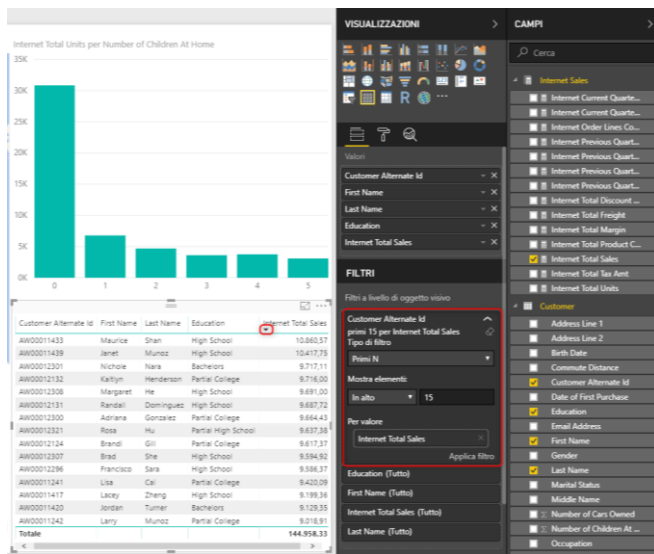 Internet Total Units per Number of Children At Home
35K
30K
25K
20K
15K
10K
5K
0K
0 1 2 3 4 5
Customer Alternate Id First Name Last Name Education Internet Total Sales
AW00011433 Maurice Shan High School 10.860,57
AW00011439 Janet Munoz High School 10.417,75
AW00012301 Nichole Nara Bachelors 9.717,11
AW00012132 Kaitlyn Henderson Partial College 9.716,00
AW00012308 Margaret He High School 9.691,00
AW00012131 Randall Dominguez High School 9.687,72
AW00012300 Adriana Gonzalez Partial College 9.664,43
AW00012321 Rosa Hu Partial High School 9.637,38
AW00012124 Brandi Gill Partial College 9.617,37
AW00012307 Brad She High School 9.594,92
AW00012296 Francisco Sara High School 9.586,37
AW00011241 Lisa Cai Partial College 9.420,09
AW00011417 Lacey Zheng High School 9.199,36
AW00011420 Jordan Turner Bachelors 9.129,35
AW00011242 Larry Munoz Partial College 9.018,91
Totale 144.958,33
VISUALIZZAZIONI
R
Valori
Customer Alternate Id
First Name
Last Name
Education
Internet Total Sales
FILTRI
Filtri a livello di oggetto visivo
Customer Alternate Id
primi 15 per Internet Total Sales
Tipo di filtro
Primi N
Mostra elementi:
In alto 15
Per valore
Internet Total Sales
Applica filtro
Education (Tutto)
First Name (Tutto)
Internet Total Sales (Tutto)
Last Name (Tutto)
CAMPI
Cerca
Internet Sales
Internet Current Quarte...
Internet Current Quarte...
Internet Order Lines Co...
Internet Previous Quart...
Internet Previous Quart...
Internet Previous Quart...
Internet Previous Quart...
Internet Total Discount ...
Internet Total Freight
Internet Total Margin
Internet Total Product C...
Internet Total Sales
Internet Total Tax Amt
Internet Total Units
Customer
Address Line 1
Address Line 2
Birth Date
Commute Distance
Customer Alternate Id
Date of First Purchase
Education
Email Address
First Name
Gender
Last Name
Marital Status
Middle Name
Number of Cars Owned
Number of Children At ...
Occupation